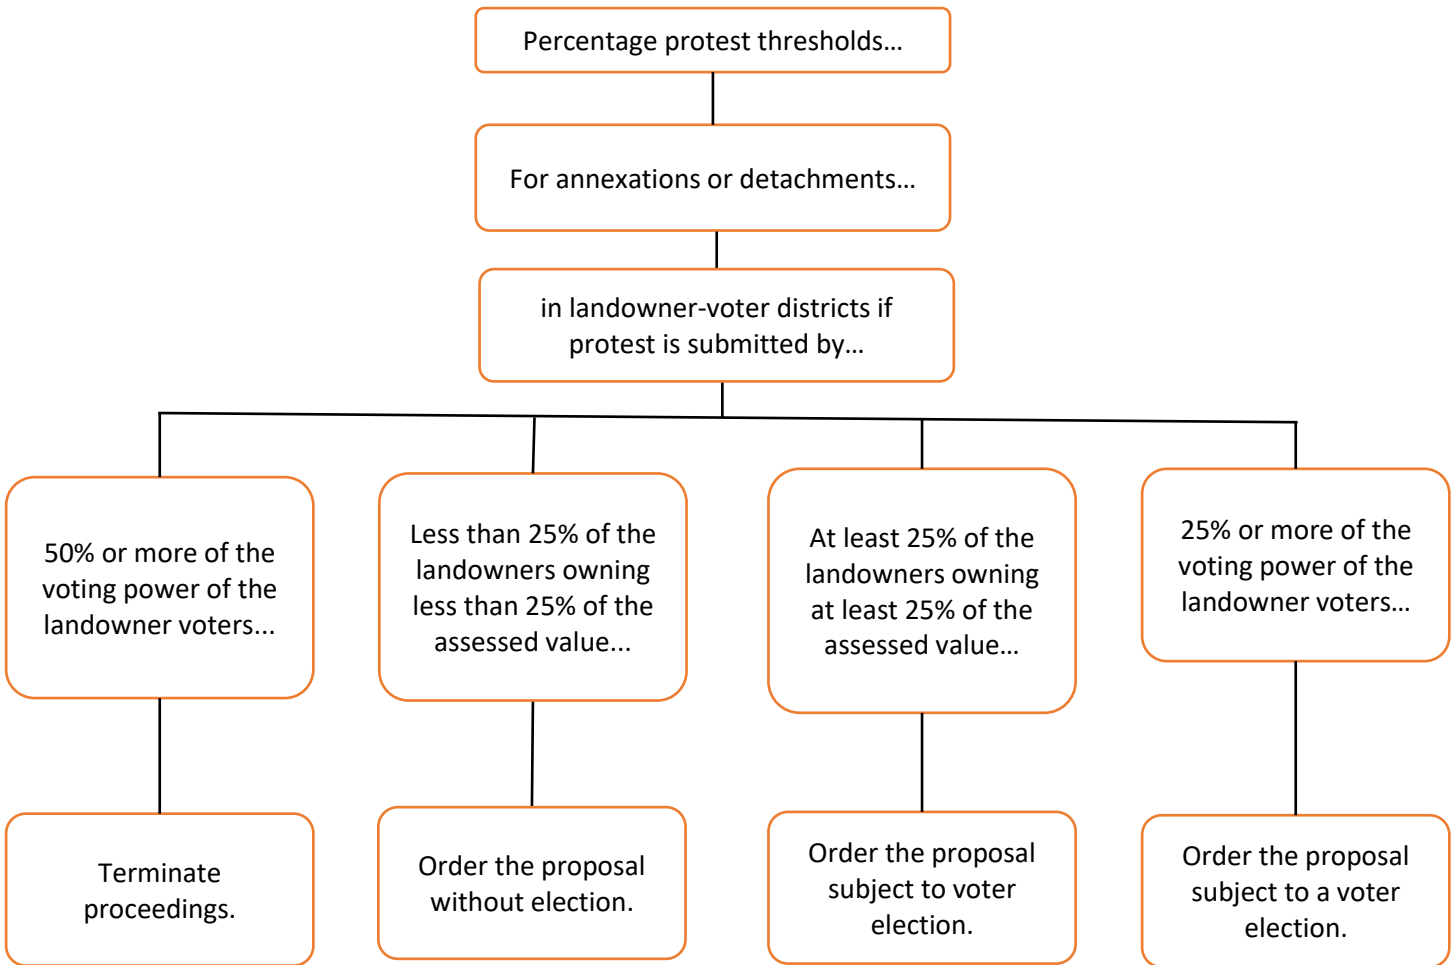 Percentage protest thresholds…
For annexations or detachments…
in landowner-voter districts if
protest is submitted by…
50% or more of the
voting power of the
landowner voters...
Less than 25% of the
landowners owning
less than 25% of the
assessed value...
At least 25% of the
landowners owning
at least 25% of the
assessed value…
25% or more of the
voting power of the
landowner voters…
Terminate
proceedings.
Order the proposal
without election.
Order the proposal
subject to voter
election.
Order the proposal
subject to a voter
election.